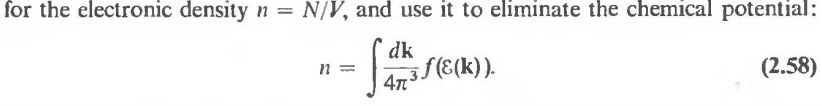 for the electronic density n = N/V, and use it to eliminate the chemical potential:
n = ∫ dk/4π³ f(ℰ(k)). (2.58)